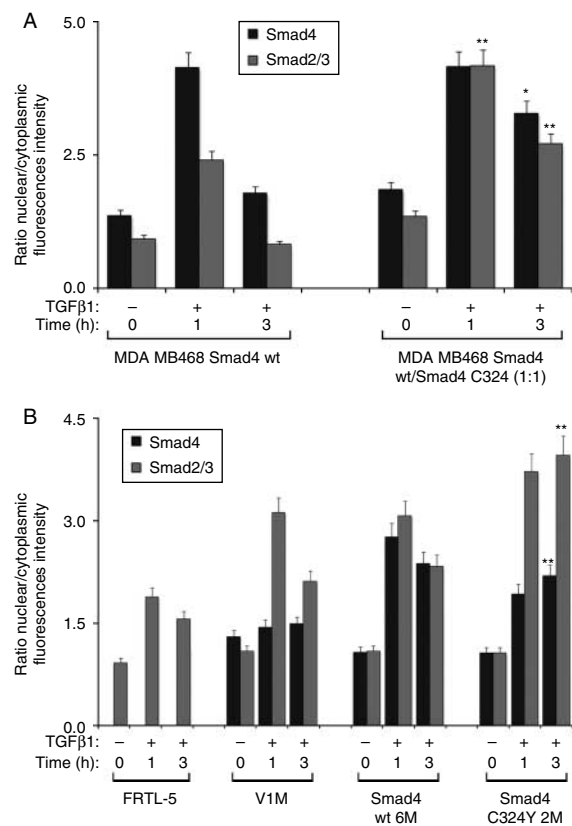 A
5.0
2.5
0.0
Ratio nuclear/cytoplasmic
fluorescences intensity
Smad4
Smad2/3
** * **
TGFβ1: – + + – + +
Time (h): 0 1 3 0 1 3
MDA MB468 Smad4 wt
MDA MB468 Smad4
wt/Smad4 C324 (1:1)
B
4.5
3.0
1.5
0.0
Ratio nuclear/cytoplasmic
fluorescences intensity
Smad4
Smad2/3
** **
TGFβ1: – + + – + + – + + – + +
Time (h): 0 1 3 0 1 3 0 1 3 0 1 3
FRTL-5
V1M
Smad4
wt 6M
Smad4
C324Y 2M